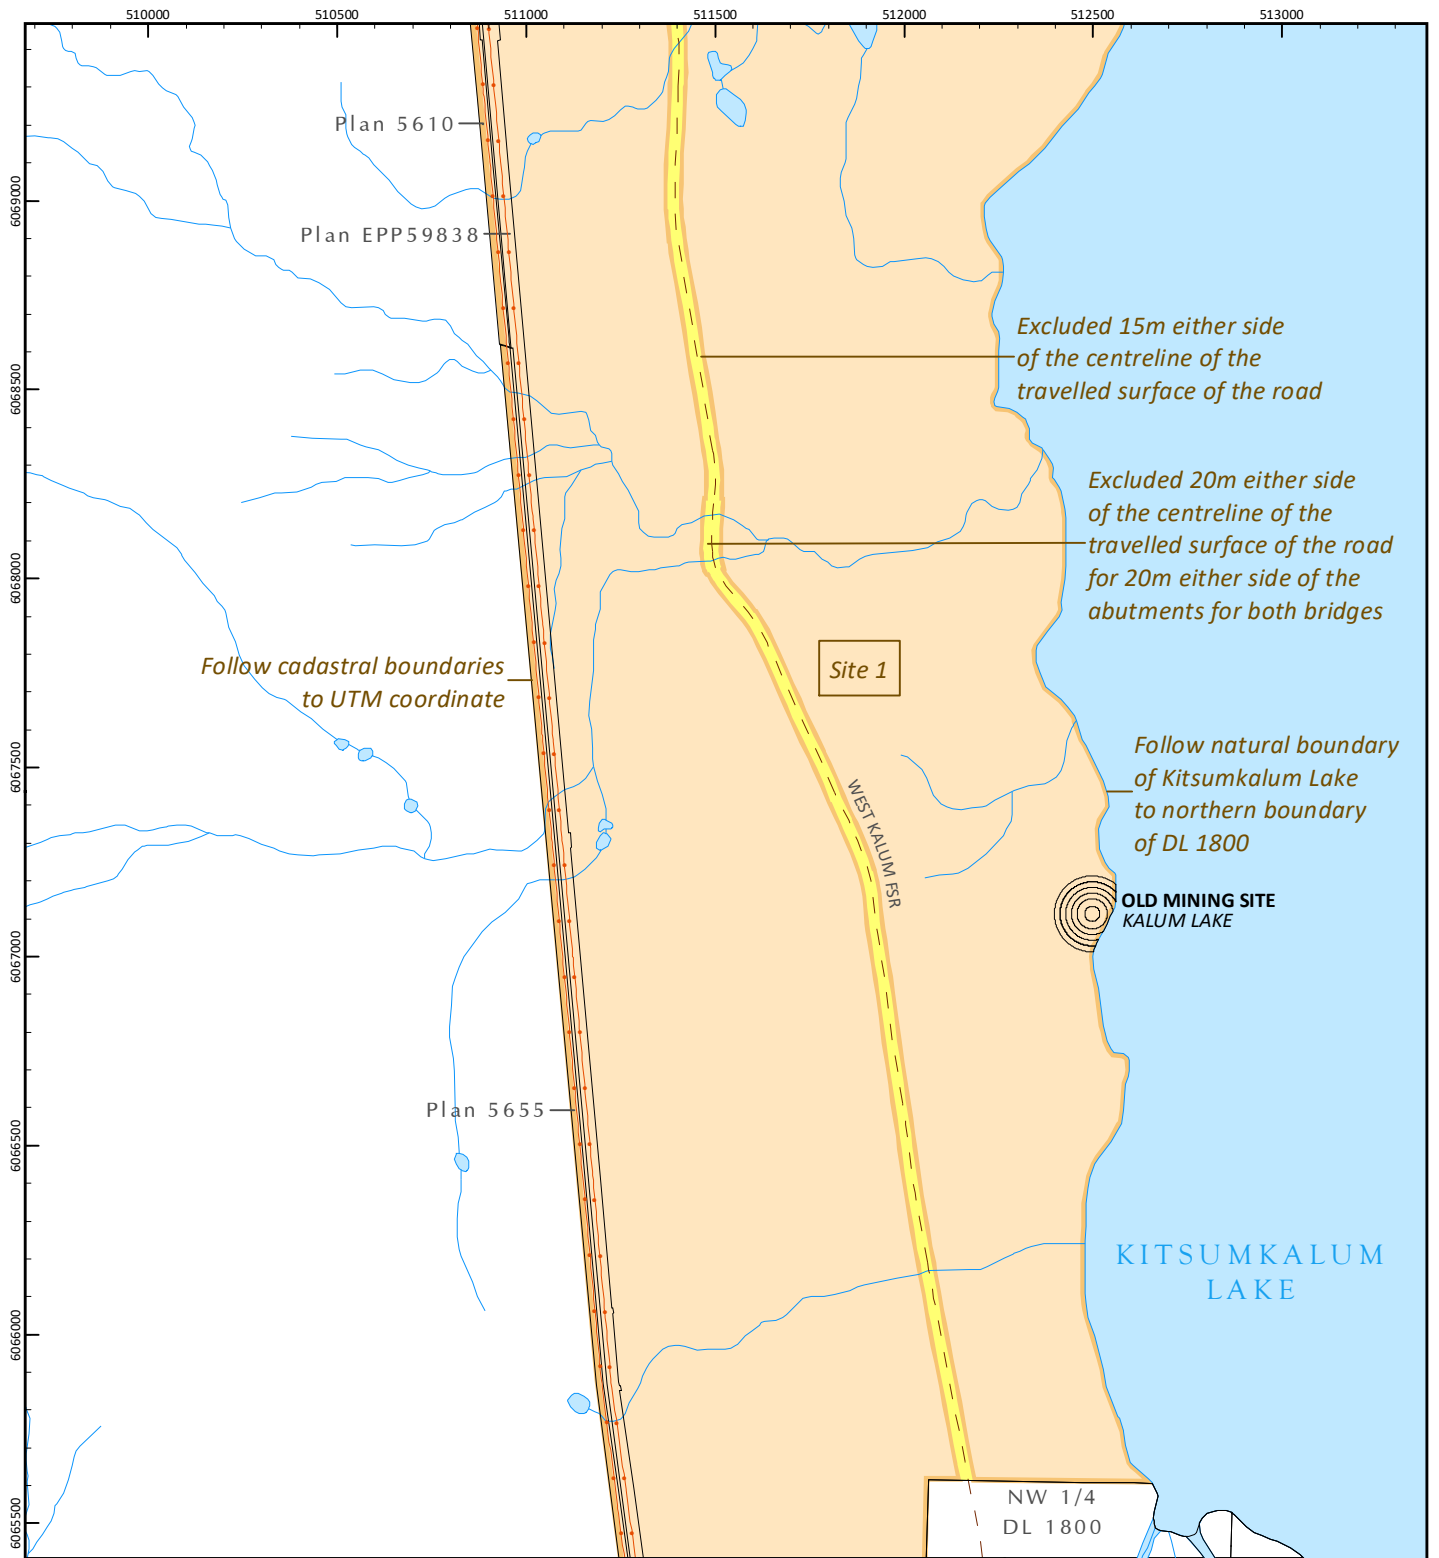 510000
510500
511000
511500
512000
512500
513000
6069000
6068500
6068000
6067500
6067000
6066500
6066000
6065500
Plan 5610
Plan EPP59838
Excluded 15m either side
of the centreline of the
travelled surface of the road
Excluded 20m either side
of the centreline of the
travelled surface of the road
for 20m either side of the
abutments for both bridges
Follow cadastral boundaries
to UTM coordinate
Site 1
Follow natural boundary
of Kitsumkalum Lake
to northern boundary
of DL 1800
WEST KALUM FSR
OLD MINING SITE
KALUM LAKE
Plan 5655
KITSUMKALUM
LAKE
NW 1/4
DL 1800